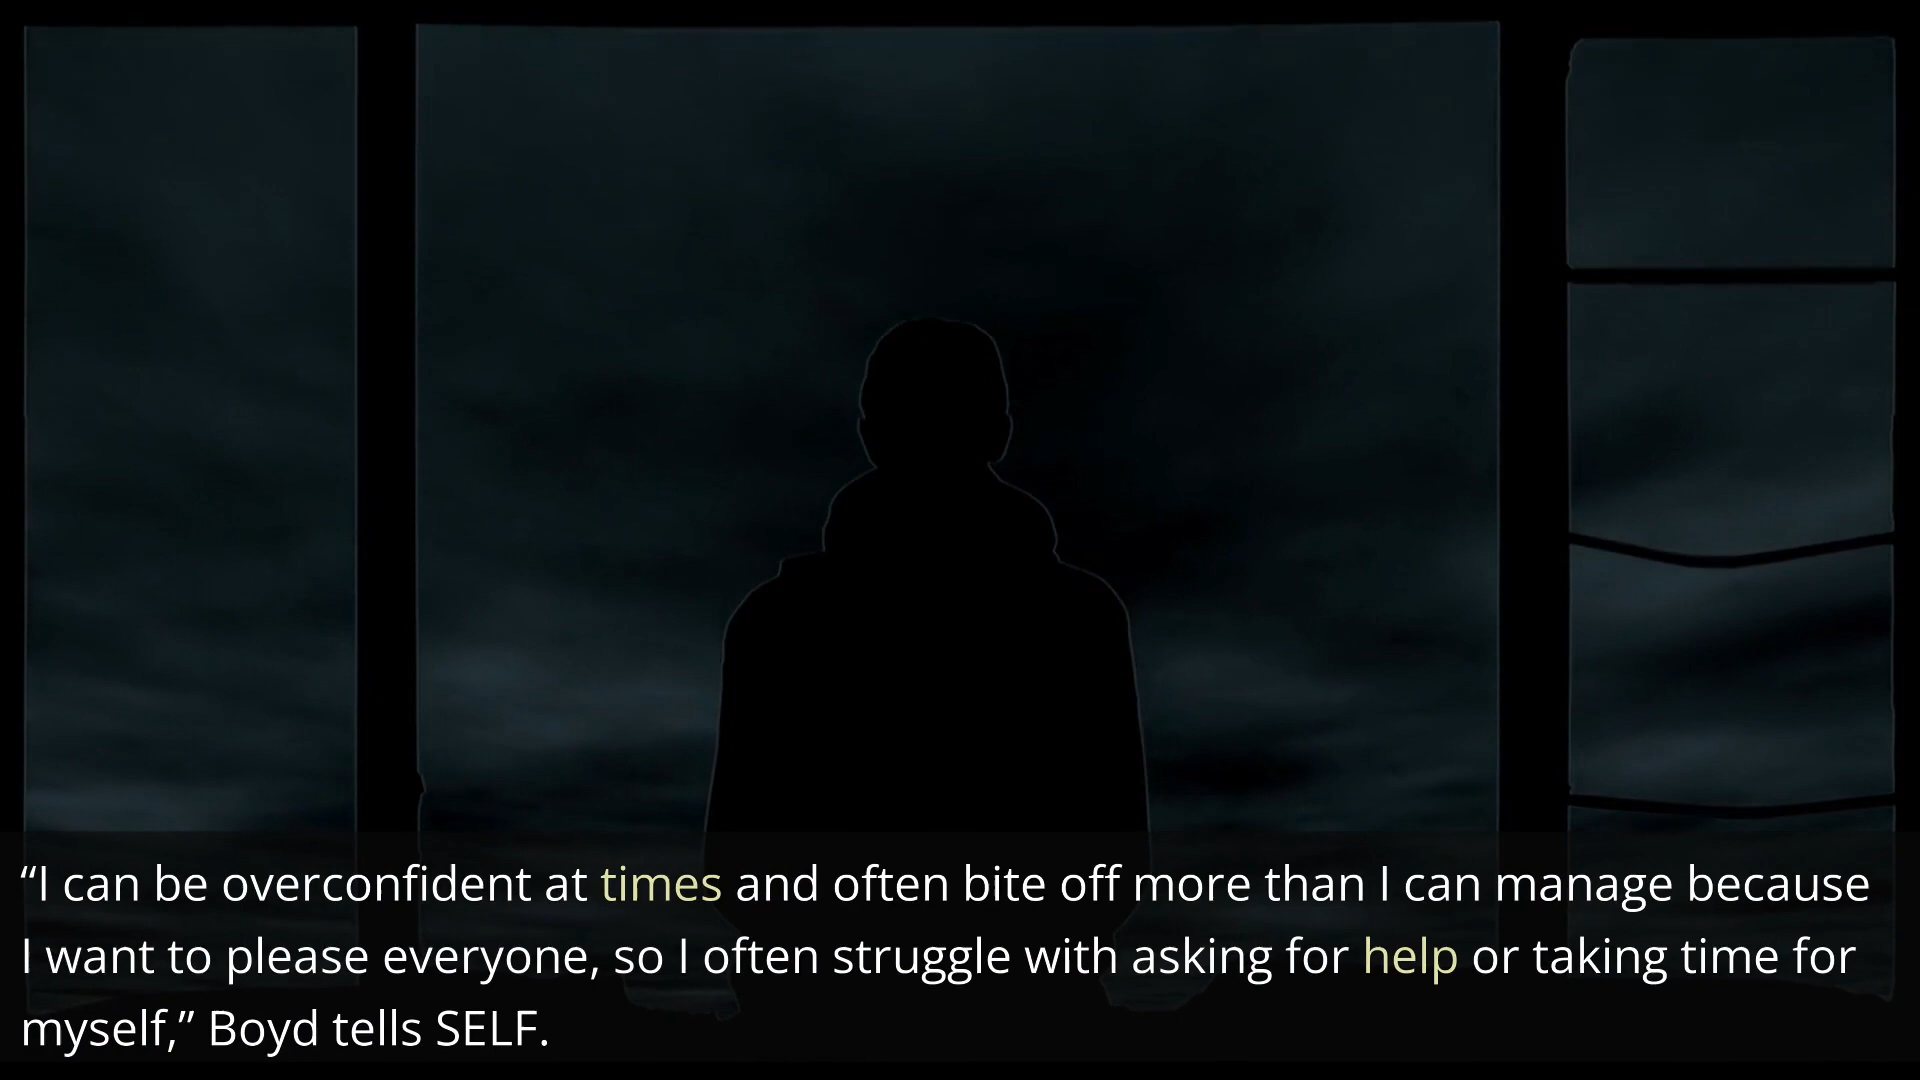 “I can be overconfident at times and often bite off more than I can manage because
I want to please everyone, so I often struggle with asking for help or taking time for
myself,” Boyd tells SELF.